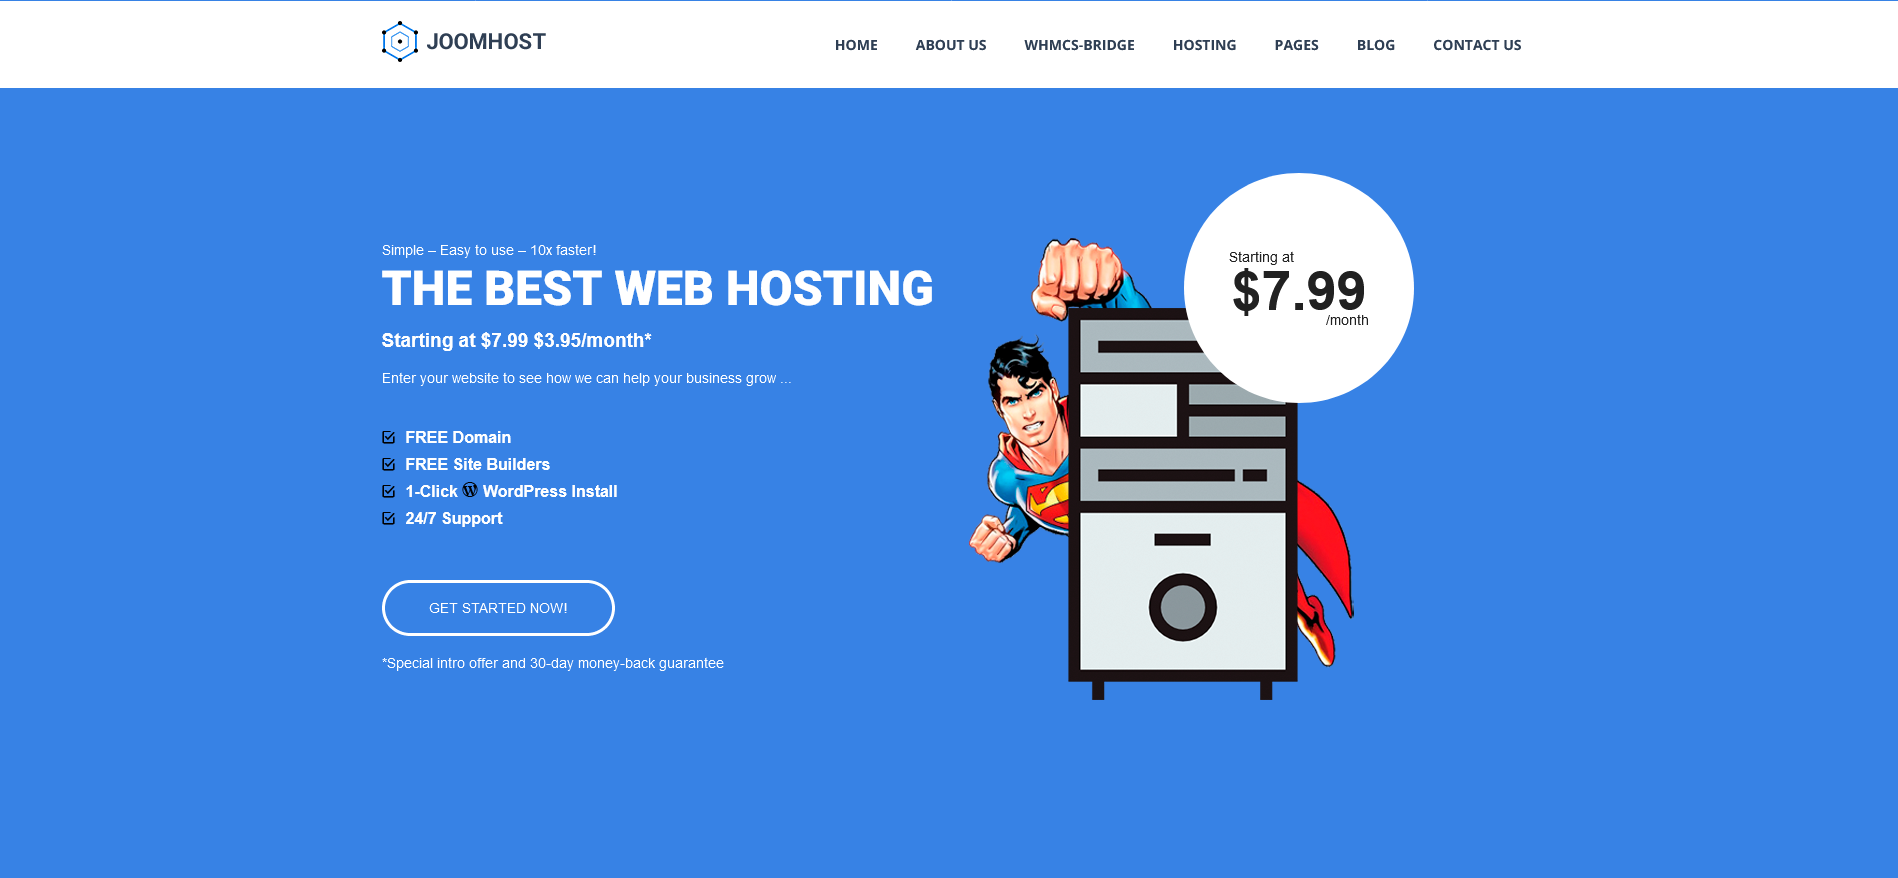 JOOMHOST
HOME ABOUT US WHMCS-BRIDGE HOSTING PAGES BLOG CONTACT US
Simple – Easy to use – 10x faster!
THE BEST WEB HOSTING
Starting at $7.99 $3.95/month*
Enter your website to see how we can help your business grow ...
FREE Domain
FREE Site Builders
1-Click WordPress Install
24/7 Support
GET STARTED NOW!
*Special intro offer and 30-day money-back guarantee
Starting at
$7.99
/month